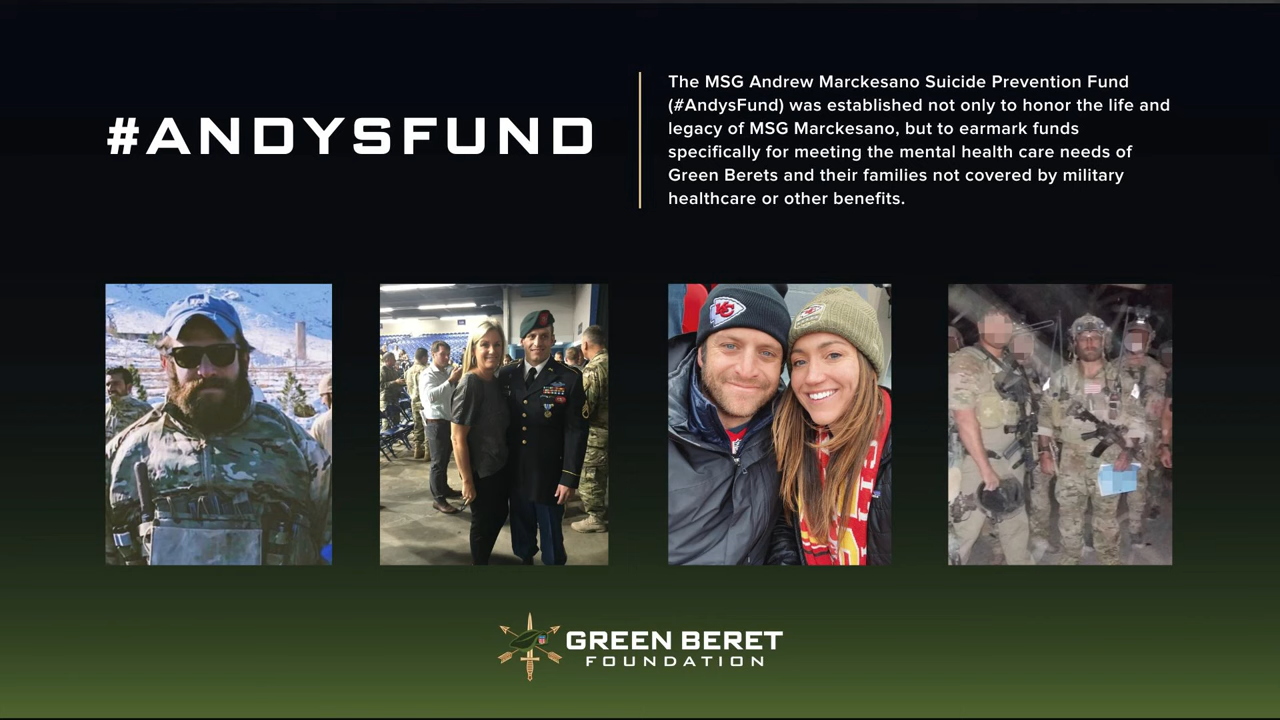 #ANDYSFUND
The MSG Andrew Marckesano Suicide Prevention Fund
(#AndysFund) was established not only to honor the life and
legacy of MSG Marckesano, but to earmark funds
specifically for meeting the mental health care needs of
Green Berets and their families not covered by military
healthcare or other benefits.
KC
GREEN BERET
FOUNDATION